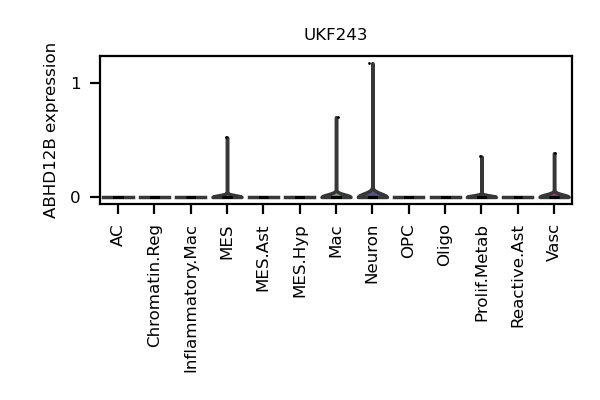 UKF243
ABHD12B expression
1
0
AC
Chromatin.Reg
Inflammatory.Mac
MES
MES.Ast
MES.Hyp
Mac
Neuron
OPC
Oligo
Prolif.Metab
Reactive.Ast
Vasc